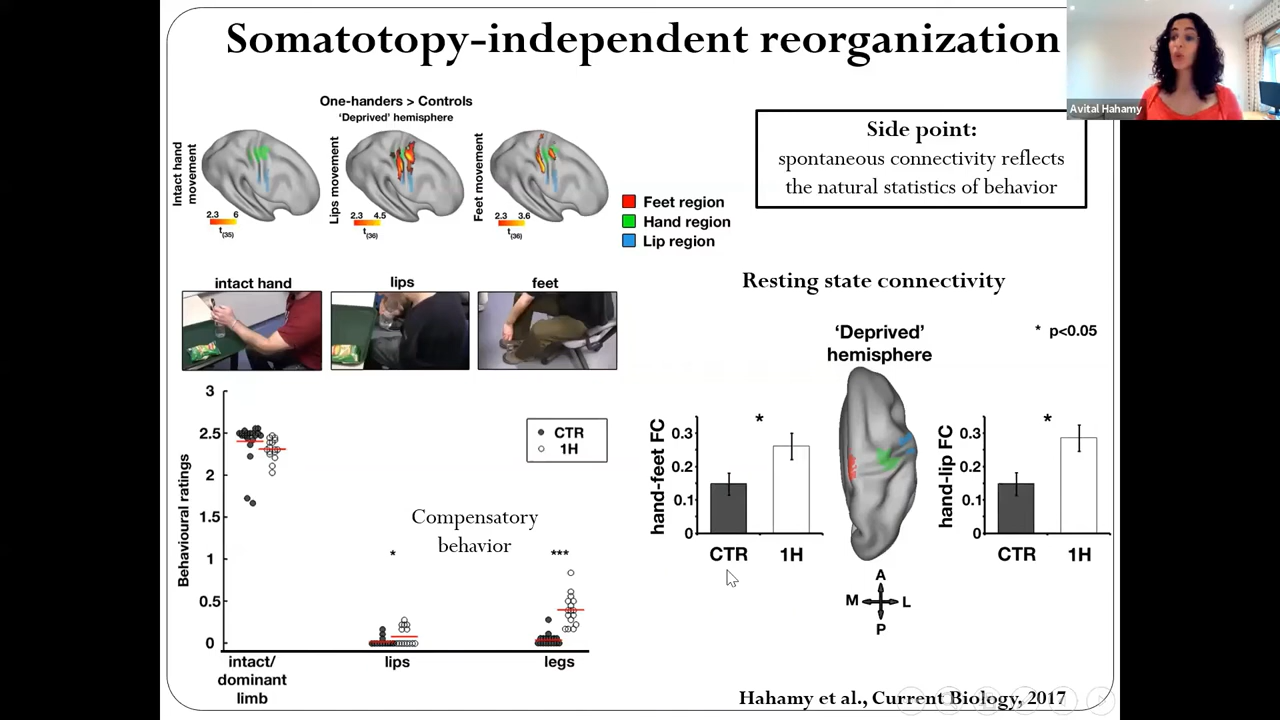 Somatotopy-independent reorganization
Avital Hahamy
One-handers > Controls
'Deprived' hemisphere
Intact hand
movement
2.3 6
t(35)
Lips movement
2.3 4.5
t(36)
Feet movement
2.3 3.6
t(36)
Feet region
Hand region
Lip region
Side point:
spontaneous connectivity reflects
the natural statistics of behavior
intact hand
lips
feet
Behavioural ratings
3
2.5
2
1.5
1
0.5
0
CTR
1H
Compensatory
behavior
*
***
intact/
dominant
limb
lips
legs
Resting state connectivity
'Deprived'
hemisphere
* p<0.05
hand-feet FC
0.3
0.2
0.1
0
*
CTR 1H
hand-lip FC
0.3
0.2
0.1
0
*
CTR 1H
A
M L
P
Hahamy et al., Current Biology, 2017